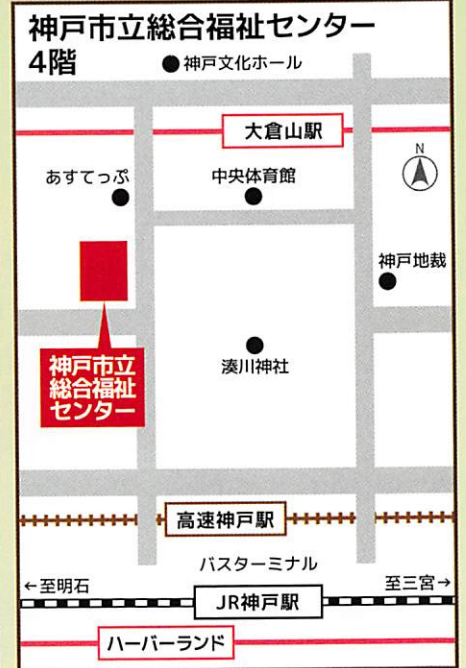 神戸市立総合福祉センター
4階
神戸文化ホール
大倉山駅
N
あすてっぷ
中央体育館
神戸地裁
神戸市立
総合福祉
センター
湊川神社
高速神戸駅
バスターミナル
←至明石
至三宮→
JR神戸駅
ハーバーランド